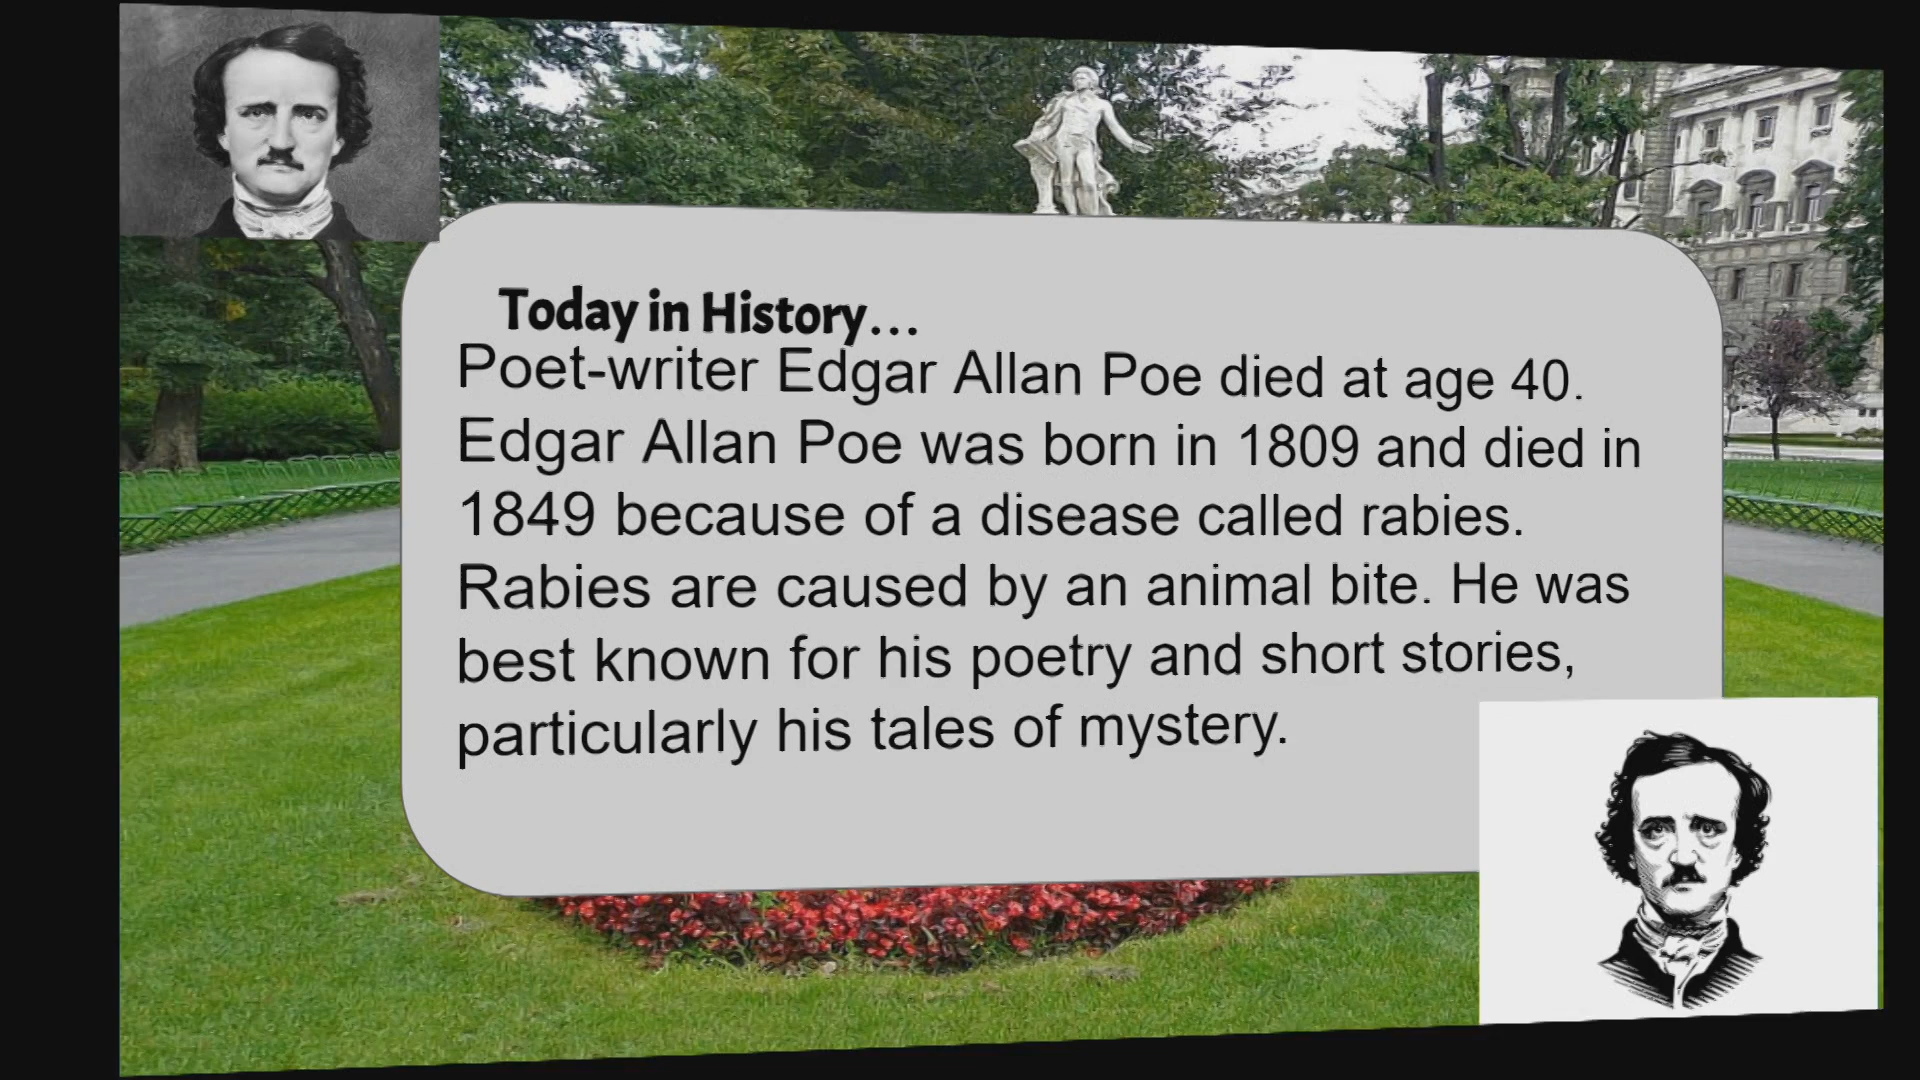 Today in History...
Poet-writer Edgar Allan Poe died at age 40.
Edgar Allan Poe was born in 1809 and died in
1849 because of a disease called rabies.
Rabies are caused by an animal bite. He was
best known for his poetry and short stories,
particularly his tales of mystery.